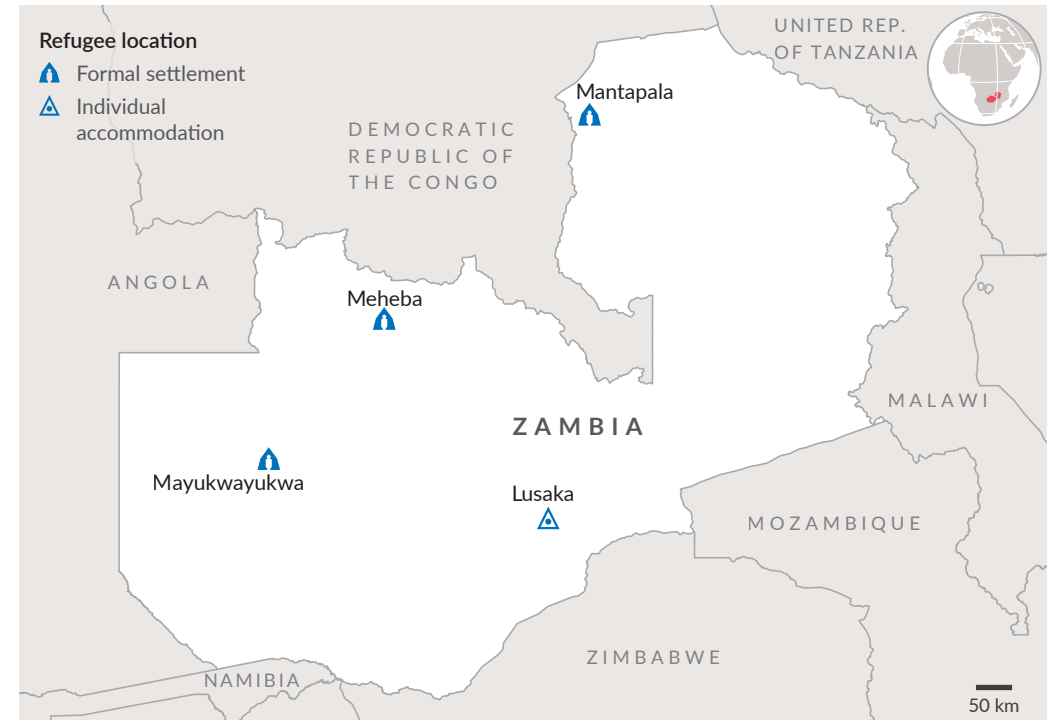 Refugee location
Formal settlement
Individual
accommodation
UNITED REP.
OF TANZANIA
Mantapala
DEMOCRATIC
REPUBLIC OF
THE CONGO
ANGOLA
Meheba
MALAWI
ZAMBIA
Mayukwayukwa
Lusaka
MOZAMBIQUE
ZIMBABWE
NAMIBIA
50 km